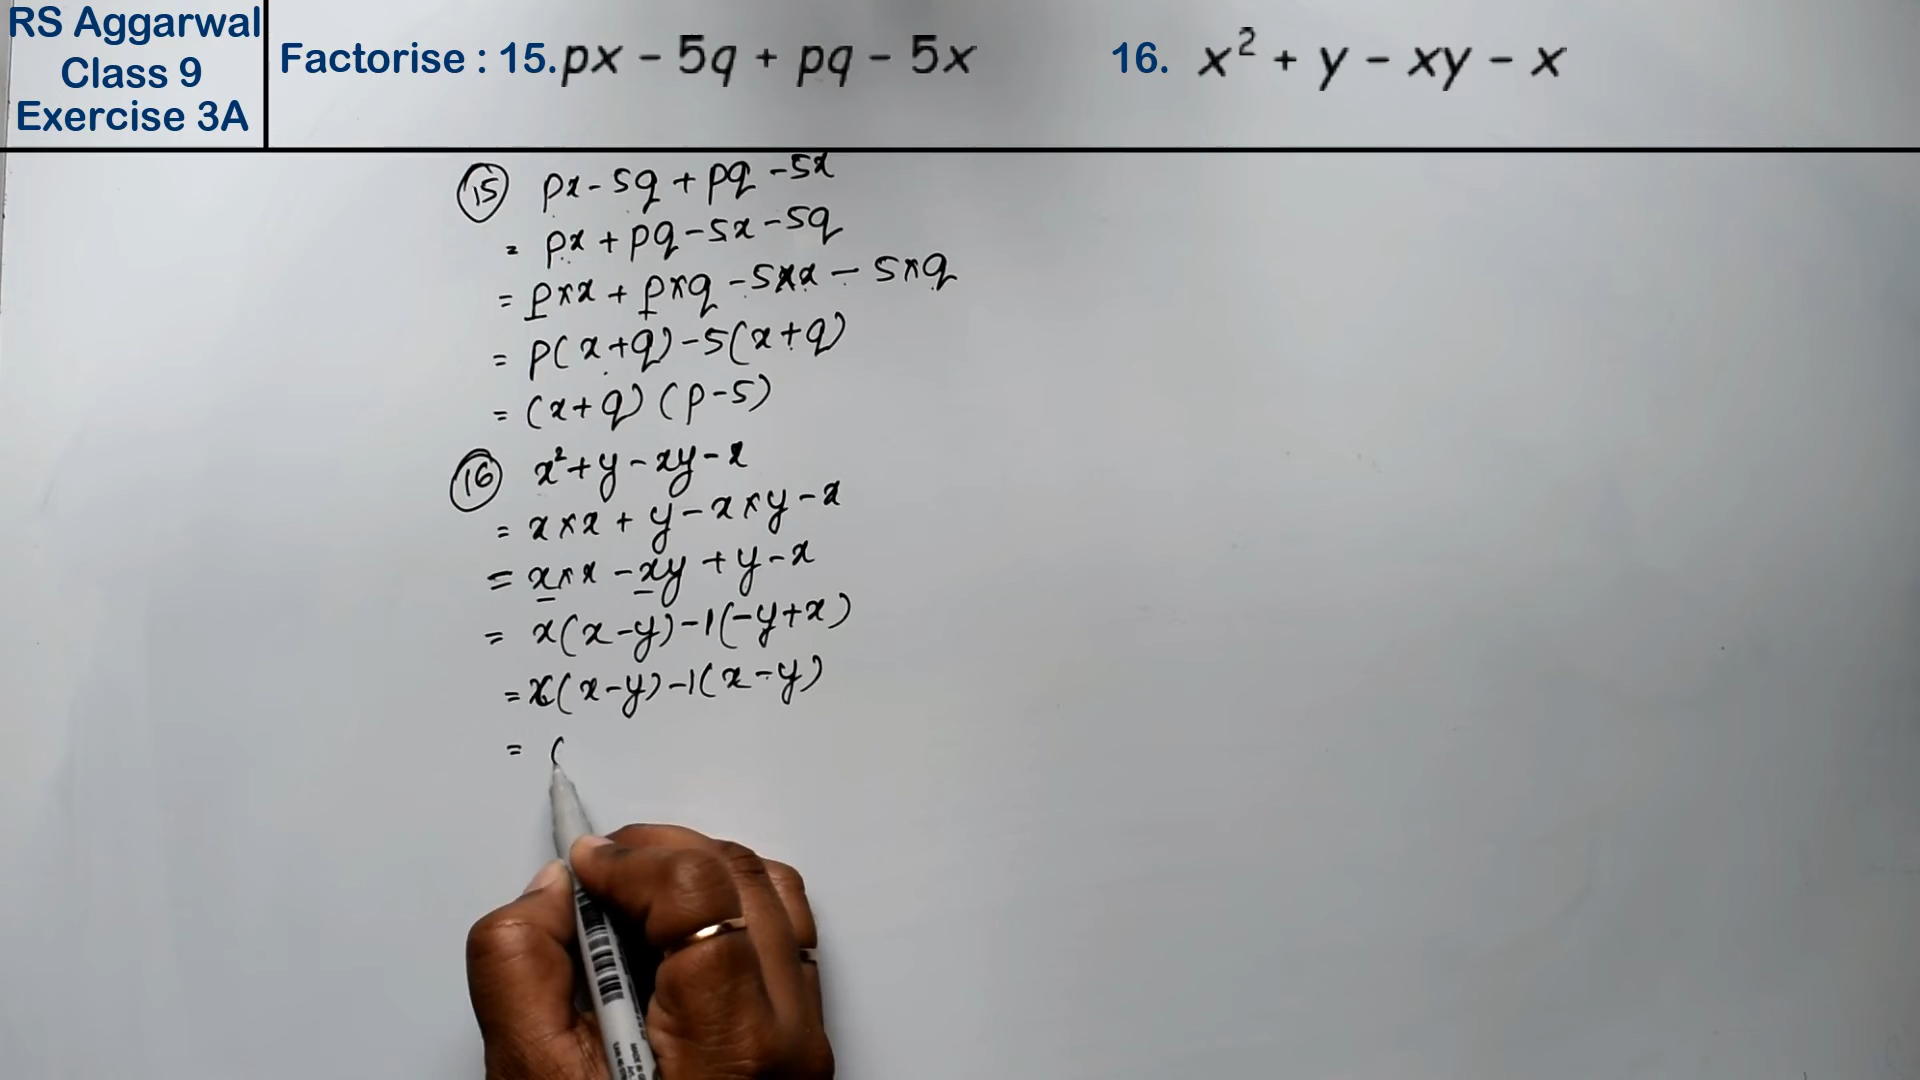 RS Aggarwal
Class 9
Exercise 3A
Factorise : 15. px - 5q + pq - 5x
16. x² + y - xy - x
15 px - 5q + pq - 5x
= px + pq - 5x - 5q
= p×x + p×q - 5×x - 5×q
= p(x+q) - 5(x+q)
= (x+q) (p-5)
16 x² + y - xy - x
= x×x + y - x×y - x
= x×x - xy + y - x
= x(x-y) -1(-y+x)
= x(x-y) -1(x-y)
= (